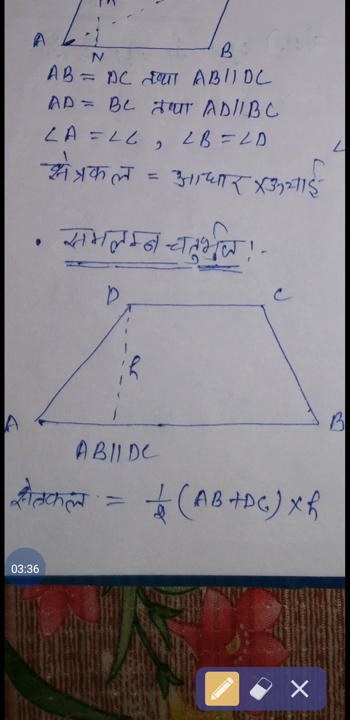 M
A
N
B
AB = DC तथा AB||DC
AD = BC तथा AD||BC
∠A = ∠C , ∠B = ∠D
∠
क्षेत्रफल = आधार × ऊचाई
• समलम्ब चतुर्भुज :-
D
C
h
A
B
AB||DC
क्षेत्रफल = 1/2 (AB+DC) × h
03:36